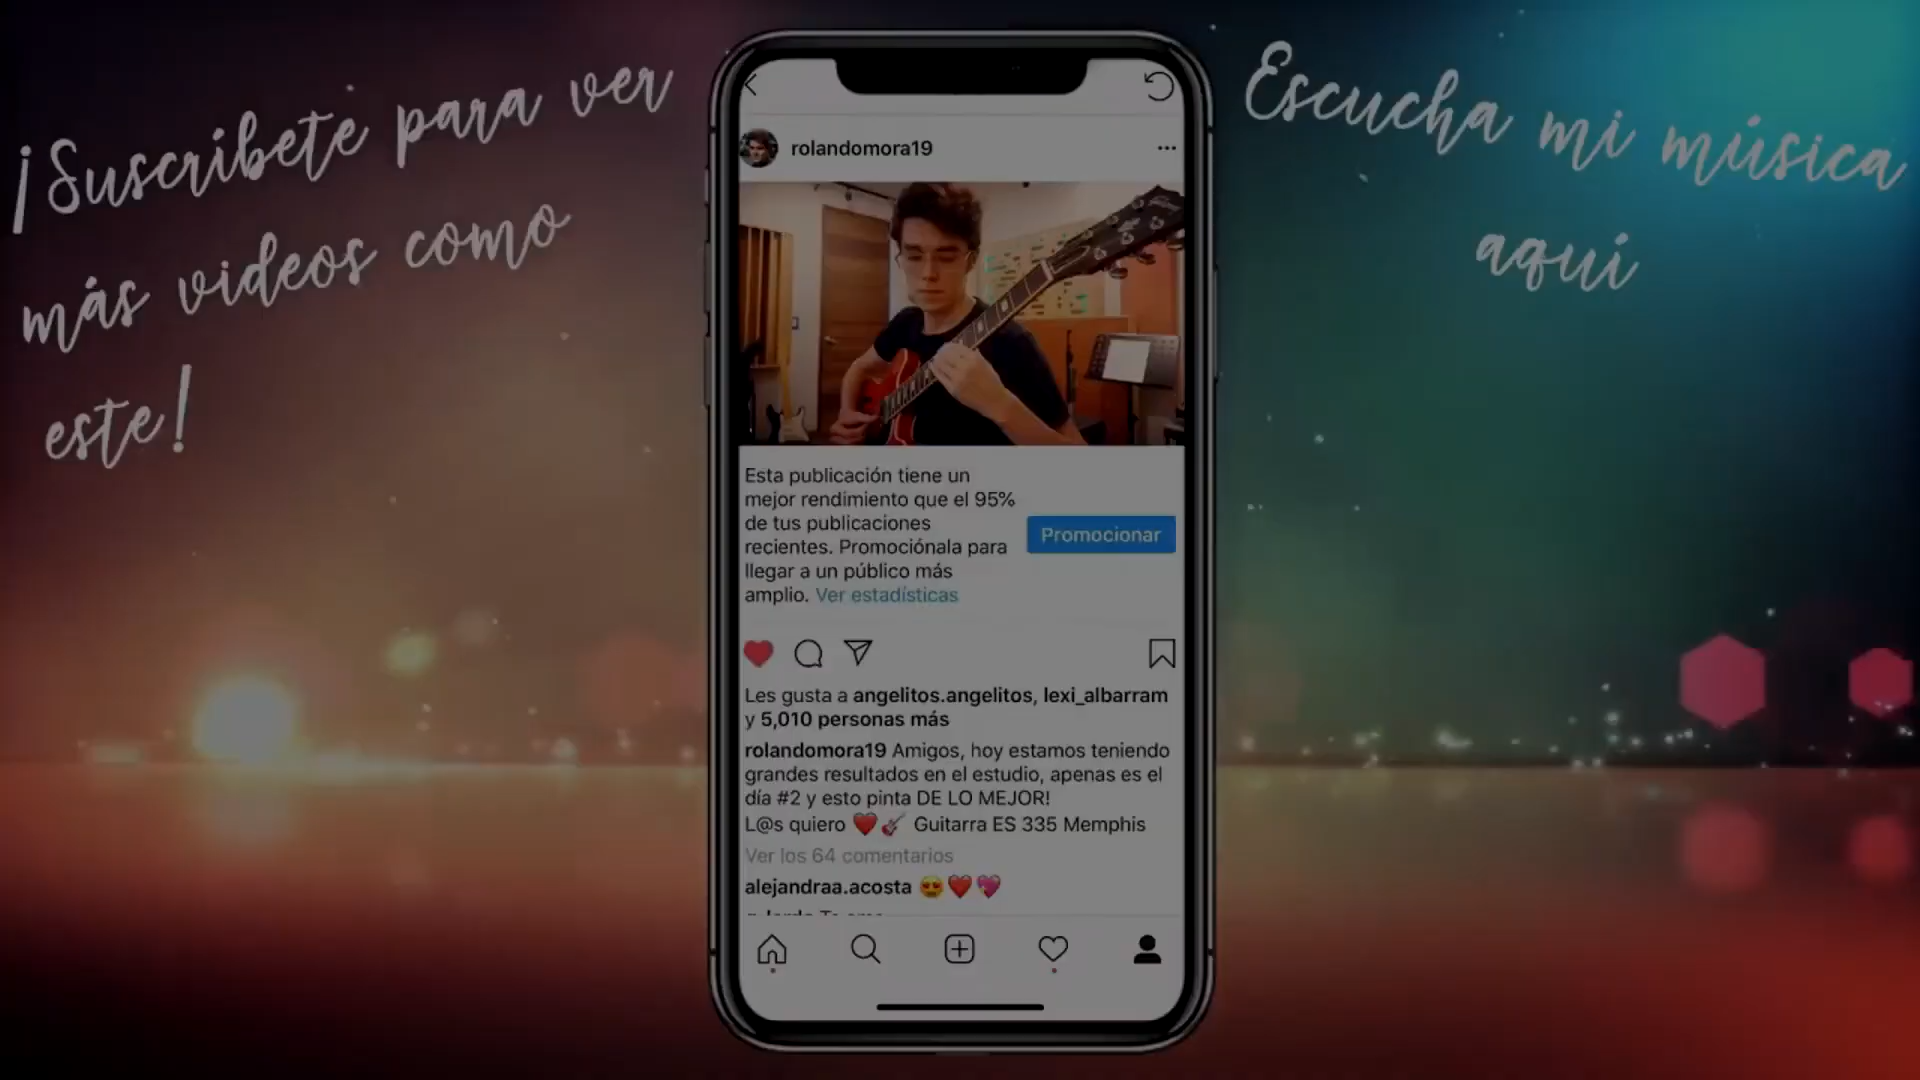 ¡Suscribete para ver
más videos como
este!
Escucha mi música
aquí
rolandomora19
Esta publicación tiene un
mejor rendimiento que el 95%
de tus publicaciones
recientes. Promociónala para
llegar a un público más
amplio. Ver estadísticas
Promocionar
Les gusta a angelitos.angelitos, lexi_albarram
y 5,010 personas más
rolandomora19 Amigos, hoy estamos teniendo
grandes resultados en el estudio, apenas es el
día #2 y esto pinta DE LO MEJOR!
L@s quiero ❤️🎸 Guitarra ES 335 Memphis
Ver los 64 comentarios
alejandraa.acosta 😍❤️💖